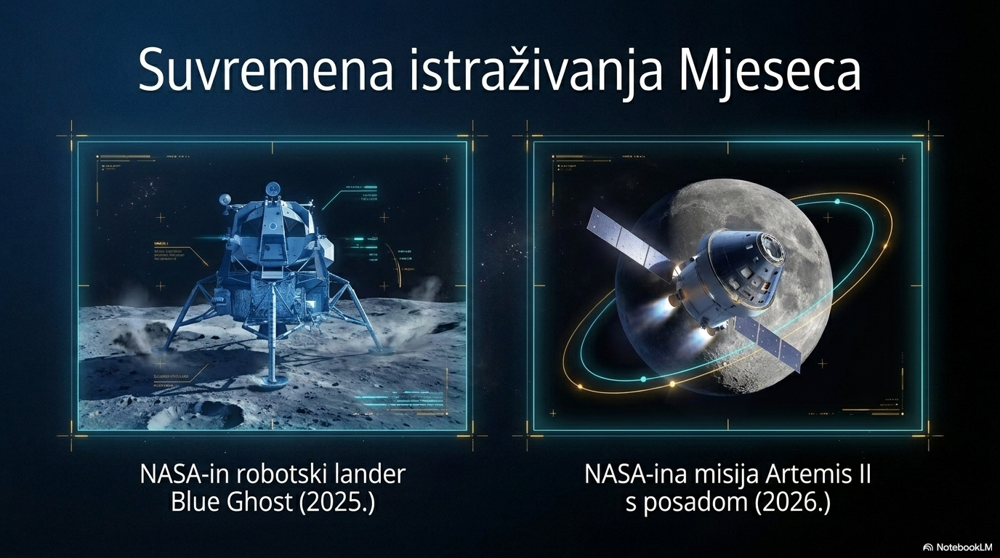 Suvremena istraživanja Mjeseca
NASA-in robotski lander
Blue Ghost (2025.)
NASA-ina misija Artemis II
s posadom (2026.)
NotebookLM